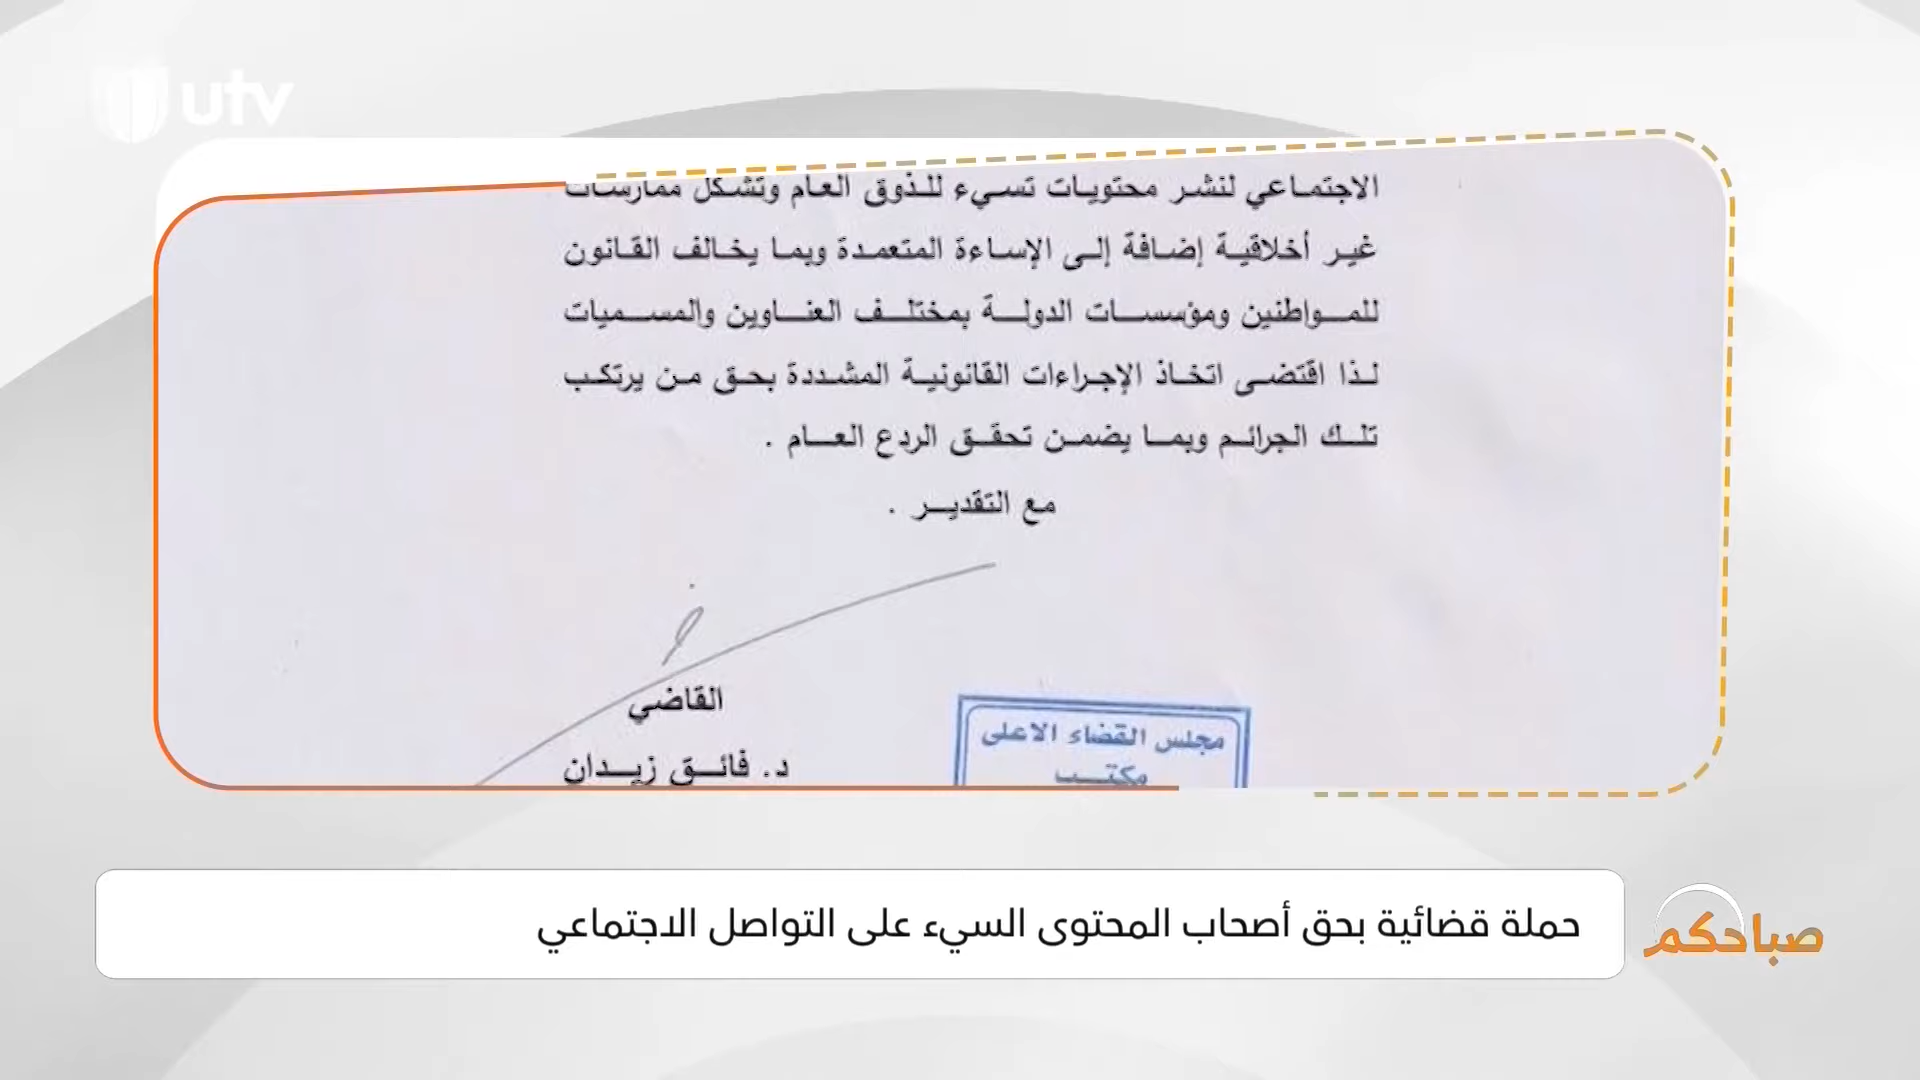 utv
الاجتماعي لنشر محتويات تسيء للذوق العام وتشكل ممارسات
غير أخلاقية إضافة إلى الإساءة المتعمدة وبما يخالف القانون
للمواطنين ومؤسسات الدولة بمختلف العناوين والمسميات
لذا اقتضى اتخاذ الإجراءات القانونية المشددة بحق من يرتكب
تلك الجرائم وبما يضمن تحقق الردع العام .
مع التقدير .
القاضي
د. فائق زيدان
مجلس القضاء الاعلى
مكتب
حملة قضائية بحق أصحاب المحتوى السيء على التواصل الاجتماعي
صباحكم